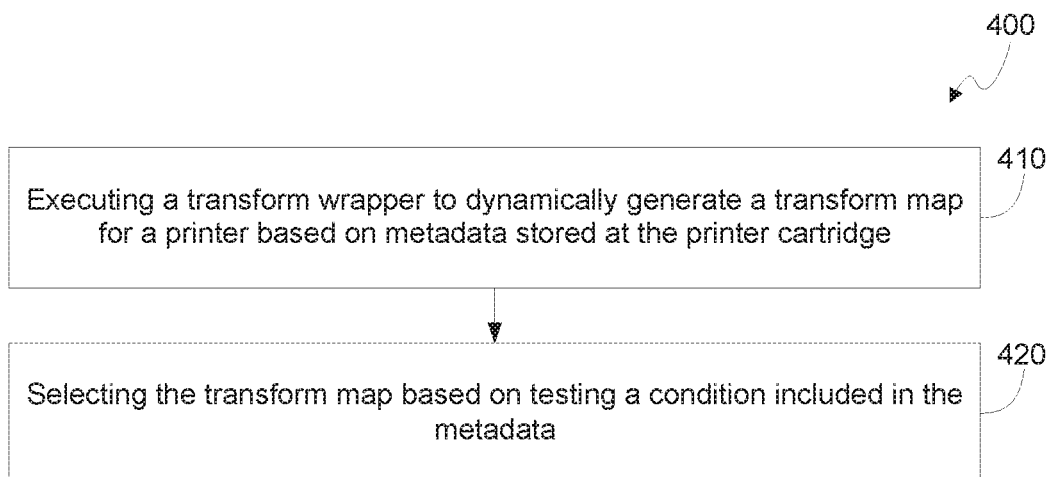 400
410
Executing a transform wrapper to dynamically generate a transform map
for a printer based on metadata stored at the printer cartridge
420
Selecting the transform map based on testing a condition included in the
metadata